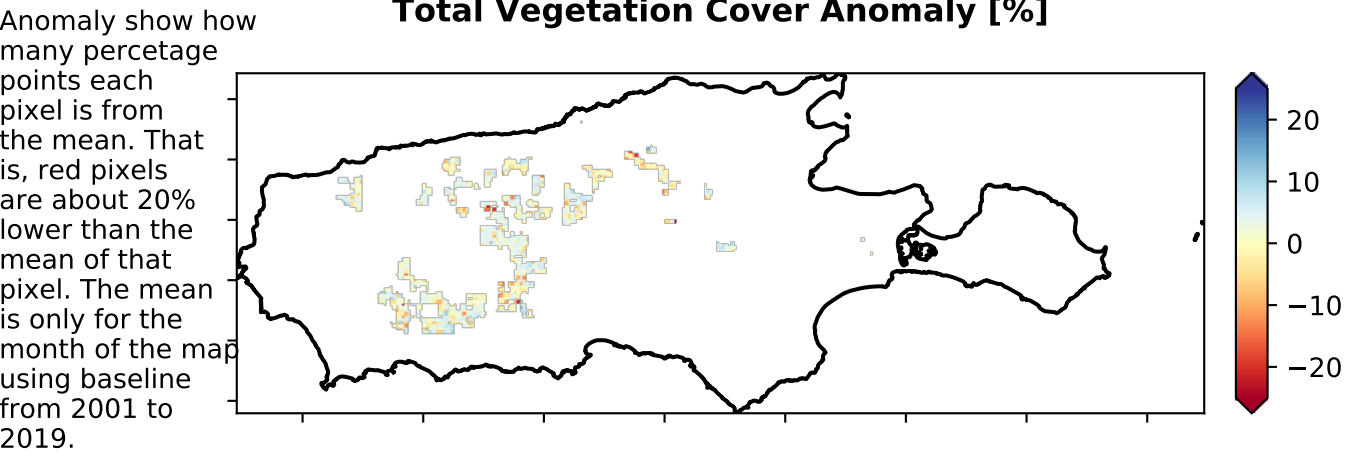 Total Vegetation Cover Anomaly [%]
Anomaly show how
many percetage
points each
pixel is from
the mean. That
is, red pixels
are about 20%
lower than the
mean of that
pixel. The mean
is only for the
month of the map
using baseline
from 2001 to
2019.
20
10
0
−10
−20